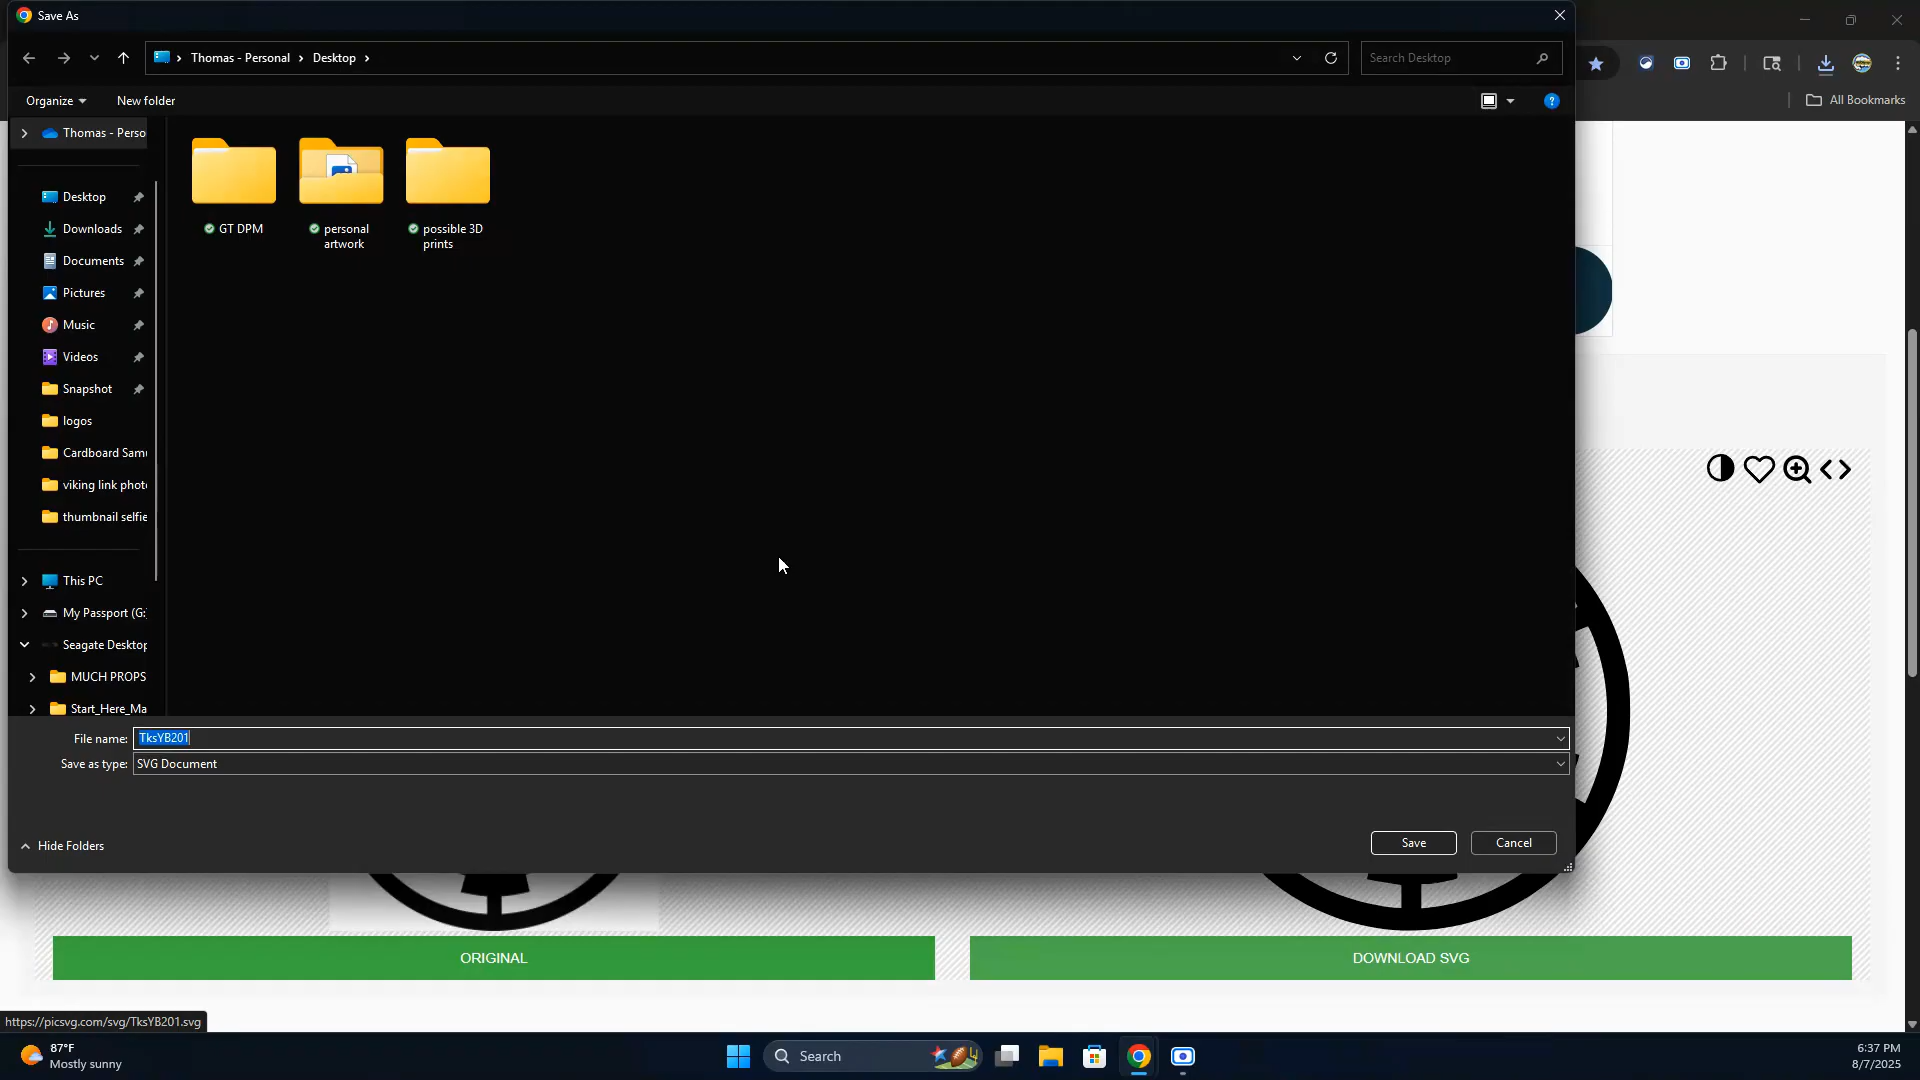 Save As
Thomas - Personal
Desktop
Search Desktop
Organize
New folder
All Bookmarks
Thomas - Perso
Desktop
Downloads
Documents
Pictures
Music
Videos
Snapshot
logos
Cardboard Samu
viking link phot
thumbnail selfie
This PC
My Passport (G:
Seagate Desktop
MUCH PROPS
Start_Here_Ma
GT DPM
personal
artwork
possible 3D
prints
File name: TksYB201
Save as type: SVG Document
Hide Folders
Save
Cancel
ORIGINAL
DOWNLOAD SVG
https://picsvg.com/svg/TksYB201.svg
87°F
Mostly sunny
Search
6:37 PM
8/7/2025